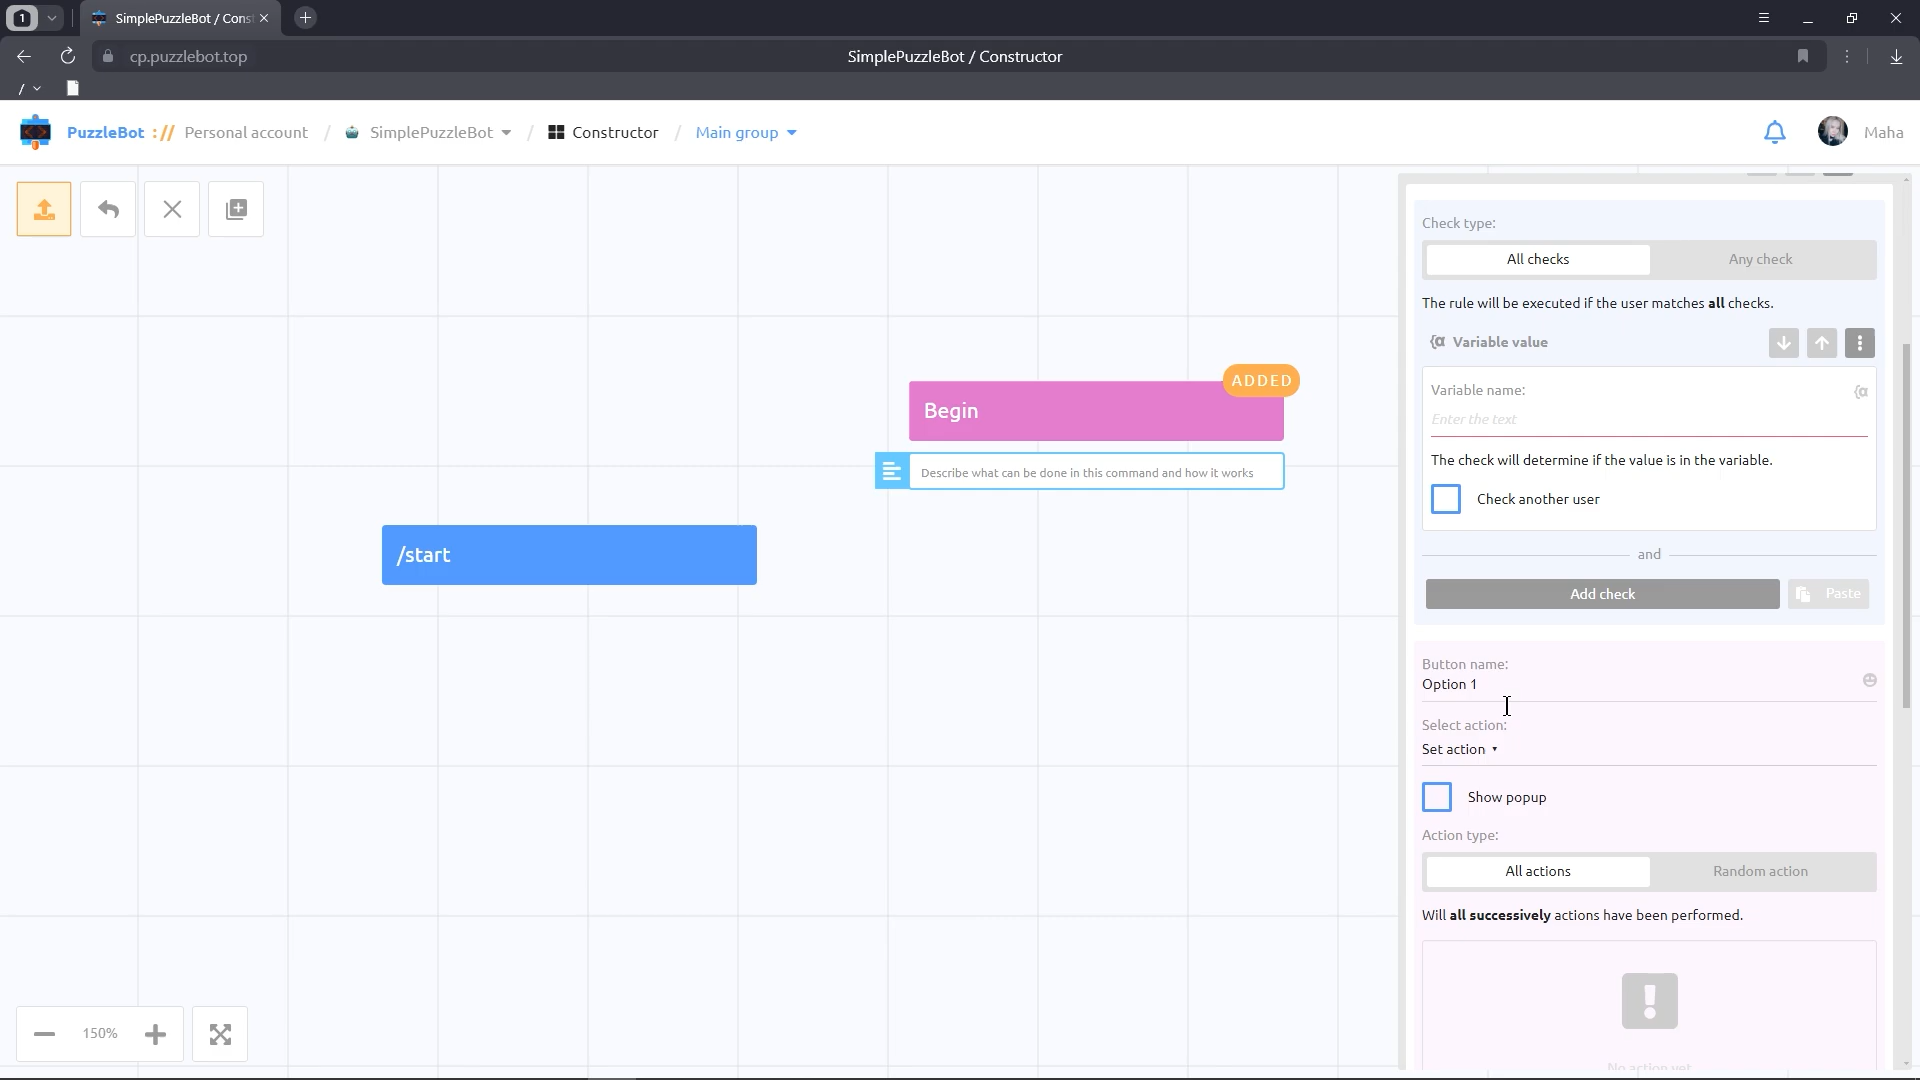 1
SimplePuzzleBot / Cons
cp.puzzlebot.top
SimplePuzzleBot / Constructor
/
PuzzleBot :// Personal account / SimplePuzzleBot / Constructor / Main group
Maha
Check type:
All checks
Any check
The rule will be executed if the user matches all checks.
{α Variable value
Variable name:
{α
Enter the text
The check will determine if the value is in the variable.
Check another user
and
Add check
Paste
ADDED
Begin
Describe what can be done in this command and how it works
/start
Button name:
Option 1
Select action:
Set action
Show popup
Action type:
All actions
Random action
Will all successively actions have been performed.
No action yet
150%